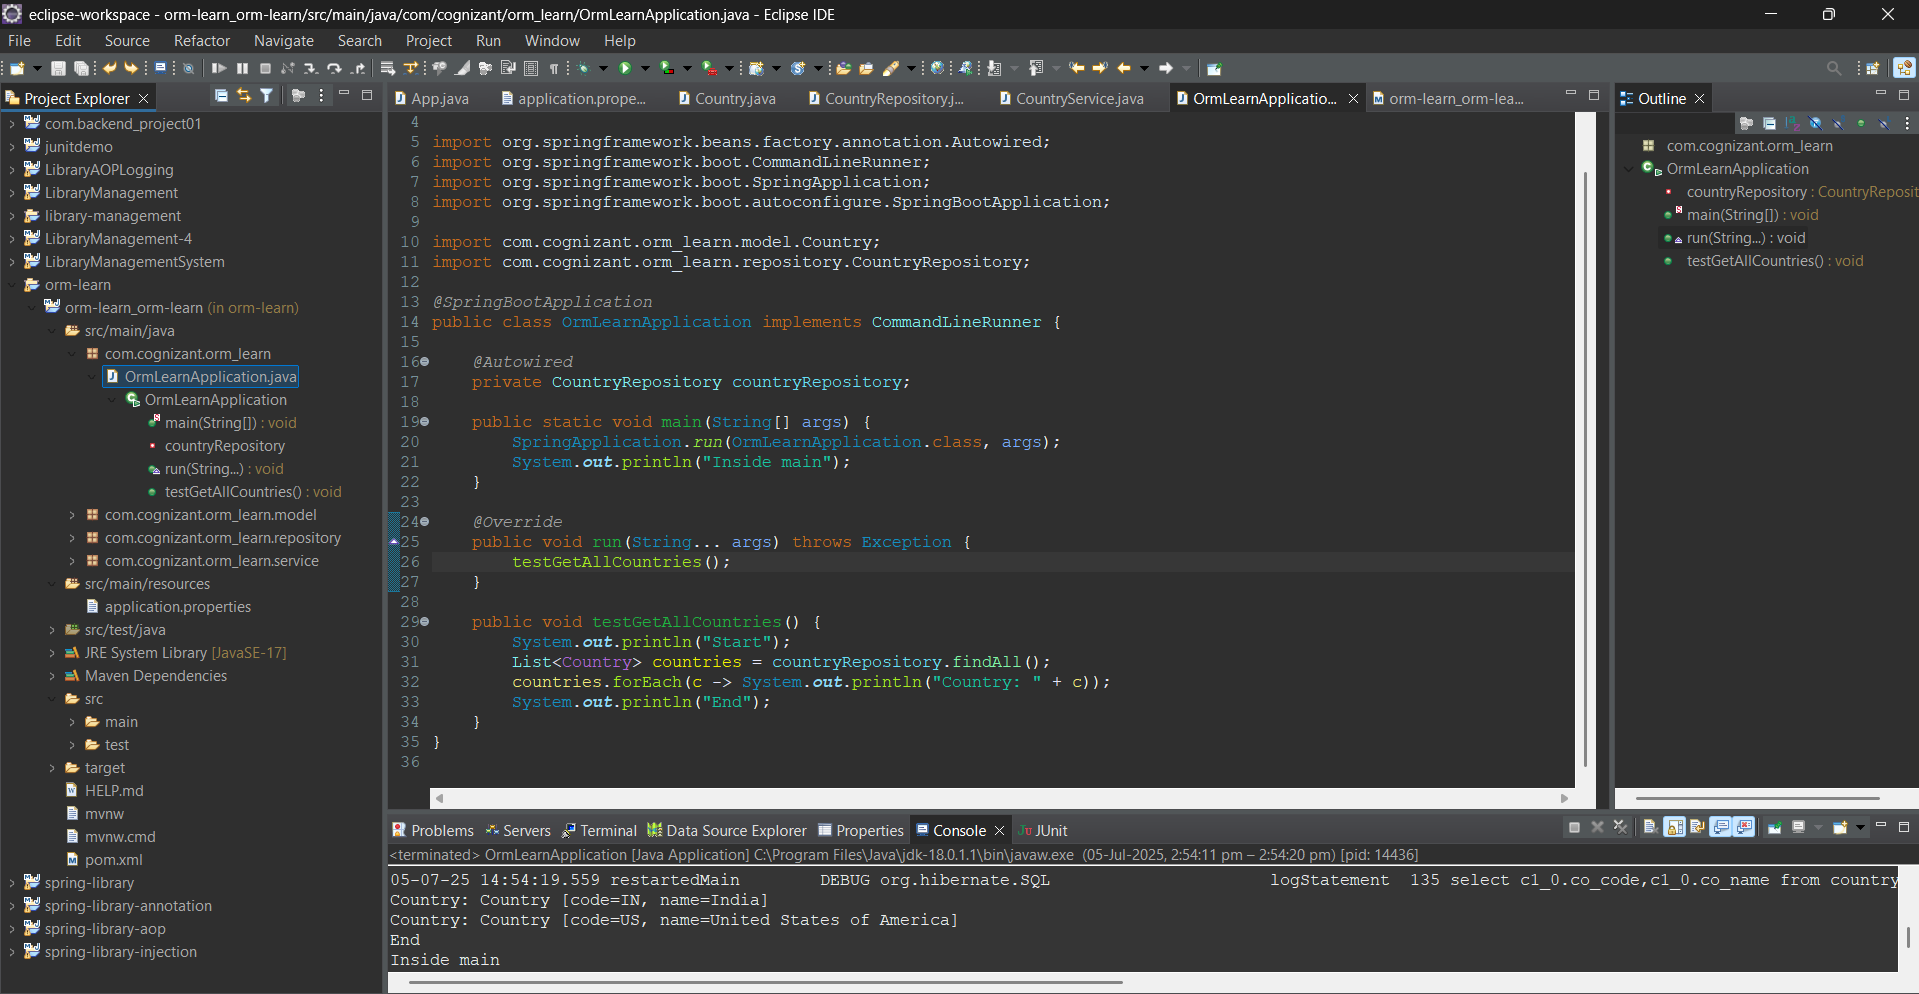 eclipse-workspace - orm-learn_orm-learn/src/main/java/com/cognizant/orm_learn/OrmLearnApplication.java - Eclipse IDE
File Edit Source Refactor Navigate Search Project Run Window Help
Project Explorer
com.backend_project01
junitdemo
LibraryAOPLogging
LibraryManagement
library-management
LibraryManagement-4
LibraryManagementSystem
orm-learn
orm-learn_orm-learn (in orm-learn)
src/main/java
com.cognizant.orm_learn
OrmLearnApplication.java
OrmLearnApplication
main(String[]) : void
countryRepository
run(String...) : void
testGetAllCountries() : void
com.cognizant.orm_learn.model
com.cognizant.orm_learn.repository
com.cognizant.orm_learn.service
src/main/resources
application.properties
src/test/java
JRE System Library [JavaSE-17]
Maven Dependencies
src
main
test
target
HELP.md
mvnw
mvnw.cmd
pom.xml
spring-library
spring-library-annotation
spring-library-aop
spring-library-injection
App.java application.prope... Country.java CountryRepository.j... CountryService.java OrmLearnApplicatio... orm-learn_orm-lea...
4
5 import org.springframework.beans.factory.annotation.Autowired;
6 import org.springframework.boot.CommandLineRunner;
7 import org.springframework.boot.SpringApplication;
8 import org.springframework.boot.autoconfigure.SpringBootApplication;
9
10 import com.cognizant.orm_learn.model.Country;
11 import com.cognizant.orm_learn.repository.CountryRepository;
12
13 @SpringBootApplication
14 public class OrmLearnApplication implements CommandLineRunner {
15
16 @Autowired
17 private CountryRepository countryRepository;
18
19 public static void main(String[] args) {
20 SpringApplication.run(OrmLearnApplication.class, args);
21 System.out.println("Inside main");
22 }
23
24 @Override
25 public void run(String... args) throws Exception {
26 testGetAllCountries();
27 }
28
29 public void testGetAllCountries() {
30 System.out.println("Start");
31 List<Country> countries = countryRepository.findAll();
32 countries.forEach(c -> System.out.println("Country: " + c));
33 System.out.println("End");
34 }
35 }
36
Outline
com.cognizant.orm_learn
OrmLearnApplication
countryRepository : CountryReposit
main(String[]) : void
run(String...) : void
testGetAllCountries() : void
Problems Servers Terminal Data Source Explorer Properties Console JUnit
<terminated> OrmLearnApplication [Java Application] C:\Program Files\Java\jdk-18.0.1.1\bin\javaw.exe (05-Jul-2025, 2:54:11 pm – 2:54:20 pm) [pid: 14436]
05-07-25 14:54:19.559 restartedMain DEBUG org.hibernate.SQL logStatement 135 select c1_0.co_code,c1_0.co_name from country
Country: Country [code=IN, name=India]
Country: Country [code=US, name=United States of America]
End
Inside main